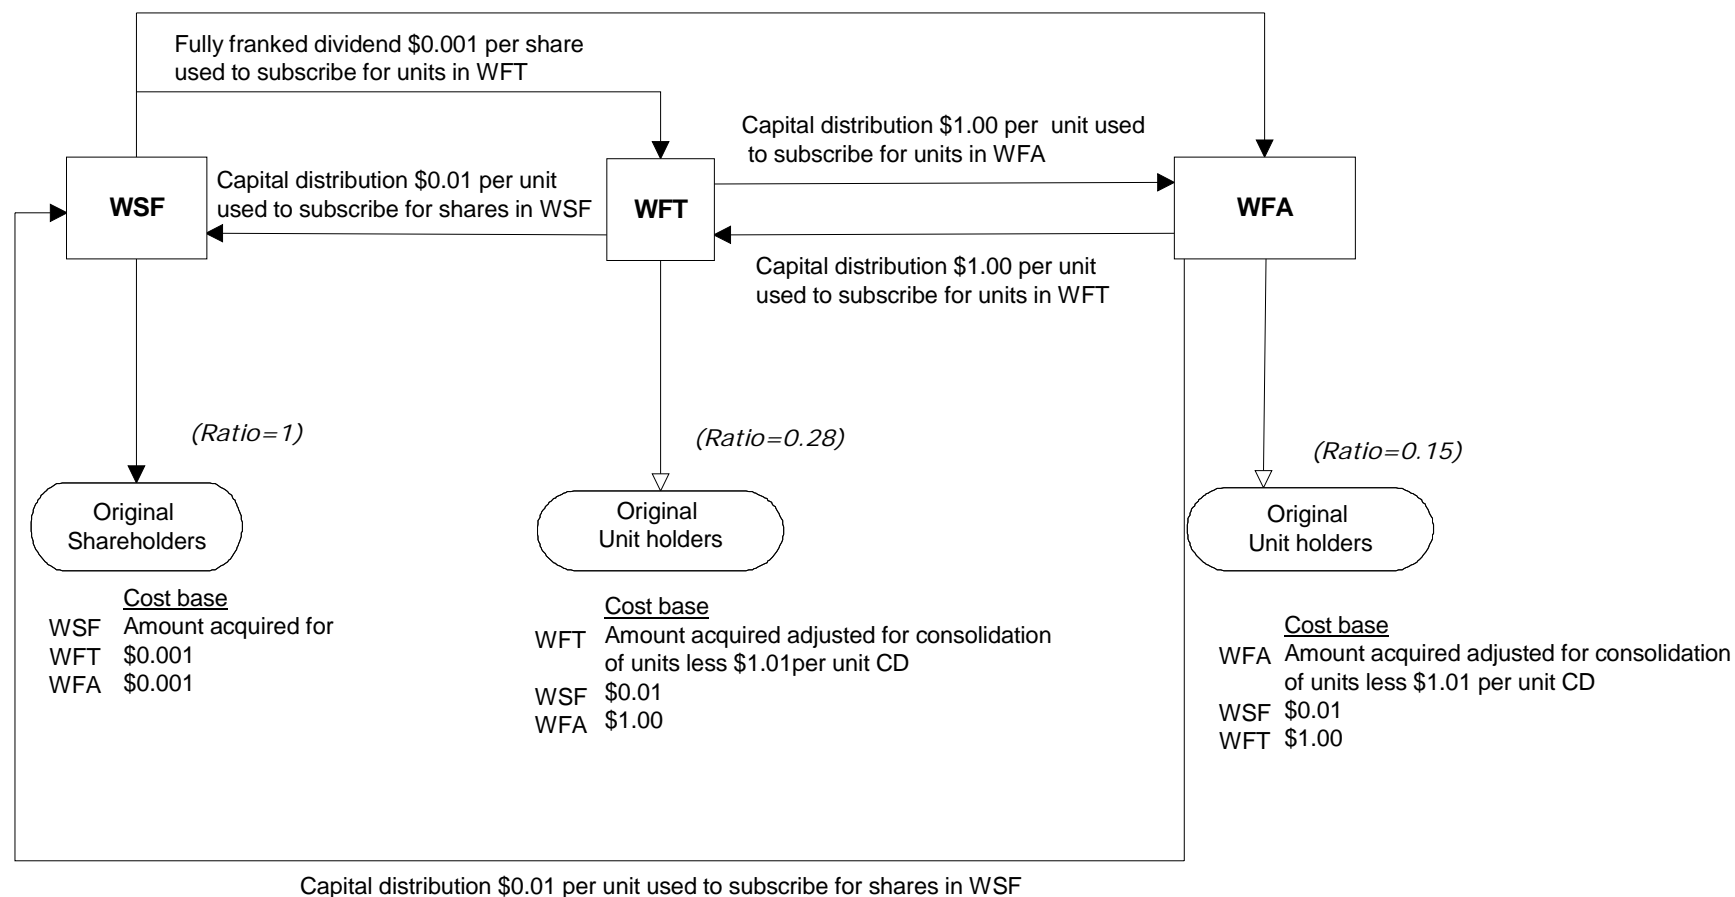 Fully franked dividend $0.001 per share
used to subscribe for units in WFT
Capital distribution $1.00 per unit used
to subscribe for units in WFA
WSF
Capital distribution $0.01 per unit
used to subscribe for shares in WSF
WFT
WFA
Capital distribution $1.00 per unit
used to subscribe for units in WFT
(Ratio=1)
(Ratio=0.28)
(Ratio=0.15)
Original
Shareholders
Original
Unit holders
Original
Unit holders
Cost base
WSF Amount acquired for
WFT $0.001
WFA $0.001
Cost base
WFT Amount acquired adjusted for consolidation
of units less $1.01per unit CD
WSF $0.01
WFA $1.00
Cost base
WFA Amount acquired adjusted for consolidation
of units less $1.01 per unit CD
WSF $0.01
WFT $1.00
Capital distribution $0.01 per unit used to subscribe for shares in WSF